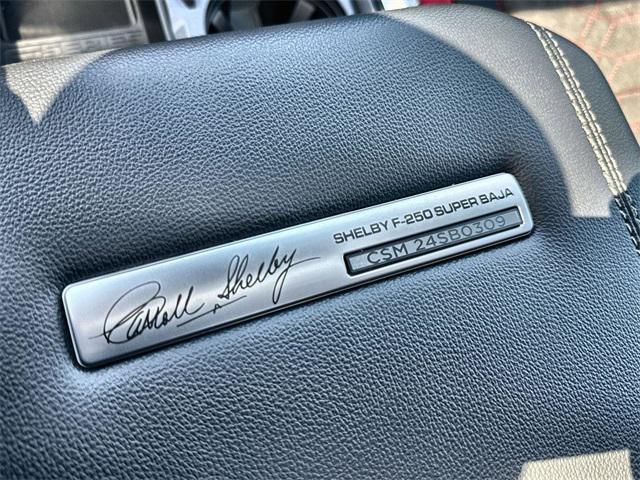 Carroll Shelby
SHELBY F-250 SUPER BAJA
CSM 24SB0309